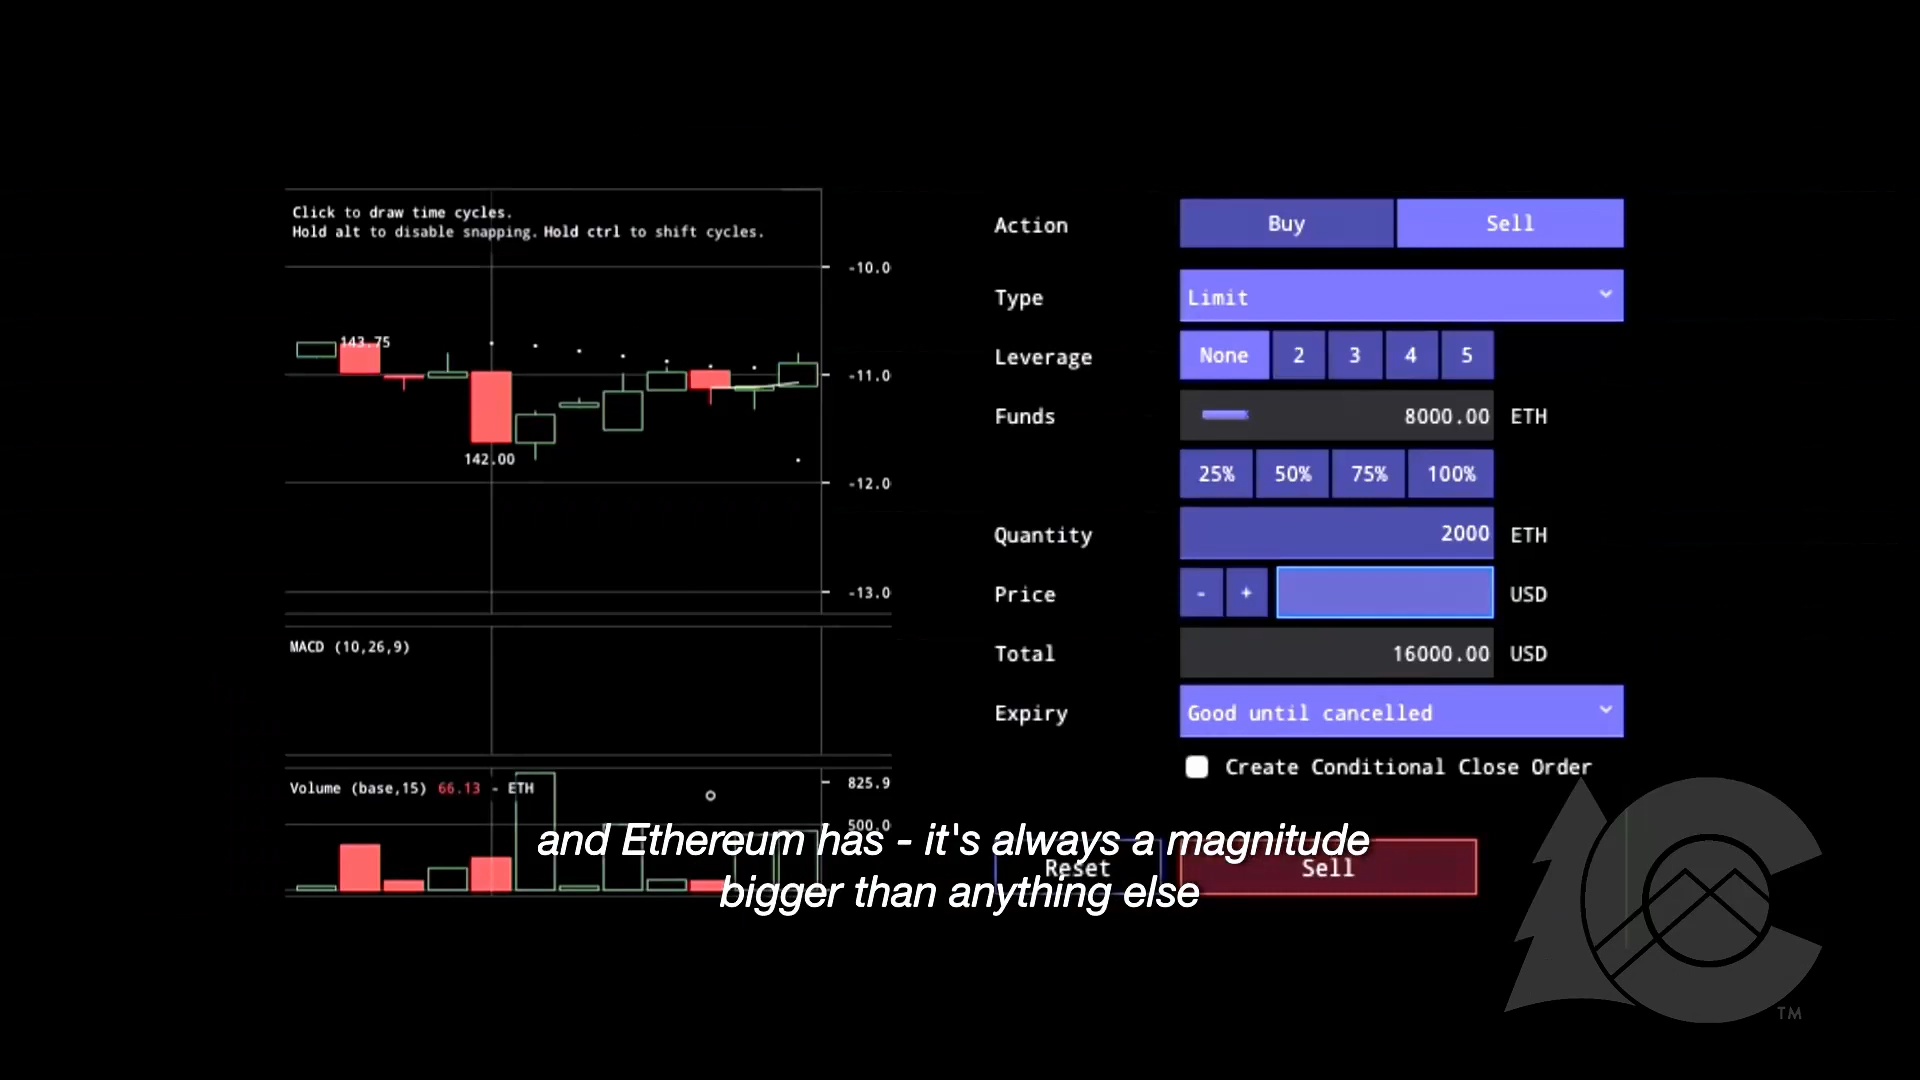 Click to draw time cycles.
Hold alt to disable snapping. Hold ctrl to shift cycles.
-10.0
143.75
-11.0
142.00
-12.0
-13.0
MACD (10,26,9)
Volume (base,15) 66.13 - ETH
825.9
500.0
Action
Buy
Sell
Type
Limit
Leverage
None
2
3
4
5
Funds
8000.00
ETH
25%
50%
75%
100%
Quantity
2000
ETH
Price
-
+
USD
Total
16000.00
USD
Expiry
Good until cancelled
Create Conditional Close Order
Reset
Sell
and Ethereum has - it's always a magnitude
bigger than anything else
TM